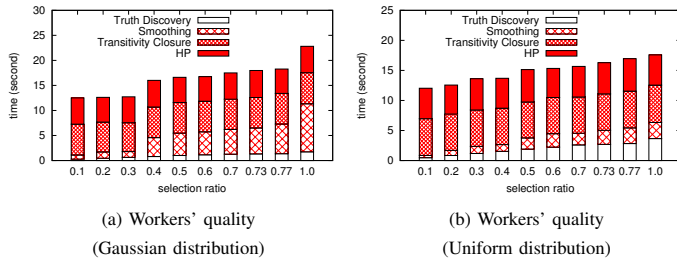 Truth Discovery
Smoothing
Transitivity Closure
HP
time (second)
30
25
20
15
10
5
0
0.1 0.2 0.3 0.4 0.5 0.6 0.7 0.73 0.77 1.0
selection ratio
(a) Workers' quality
(Gaussian distribution)
Truth Discovery
Smoothing
Transitivity Closure
HP
time (second)
25
20
15
10
5
0
0.1 0.2 0.3 0.4 0.5 0.6 0.7 0.73 0.77 1.0
selection ratio
(b) Workers' quality
(Uniform distribution)